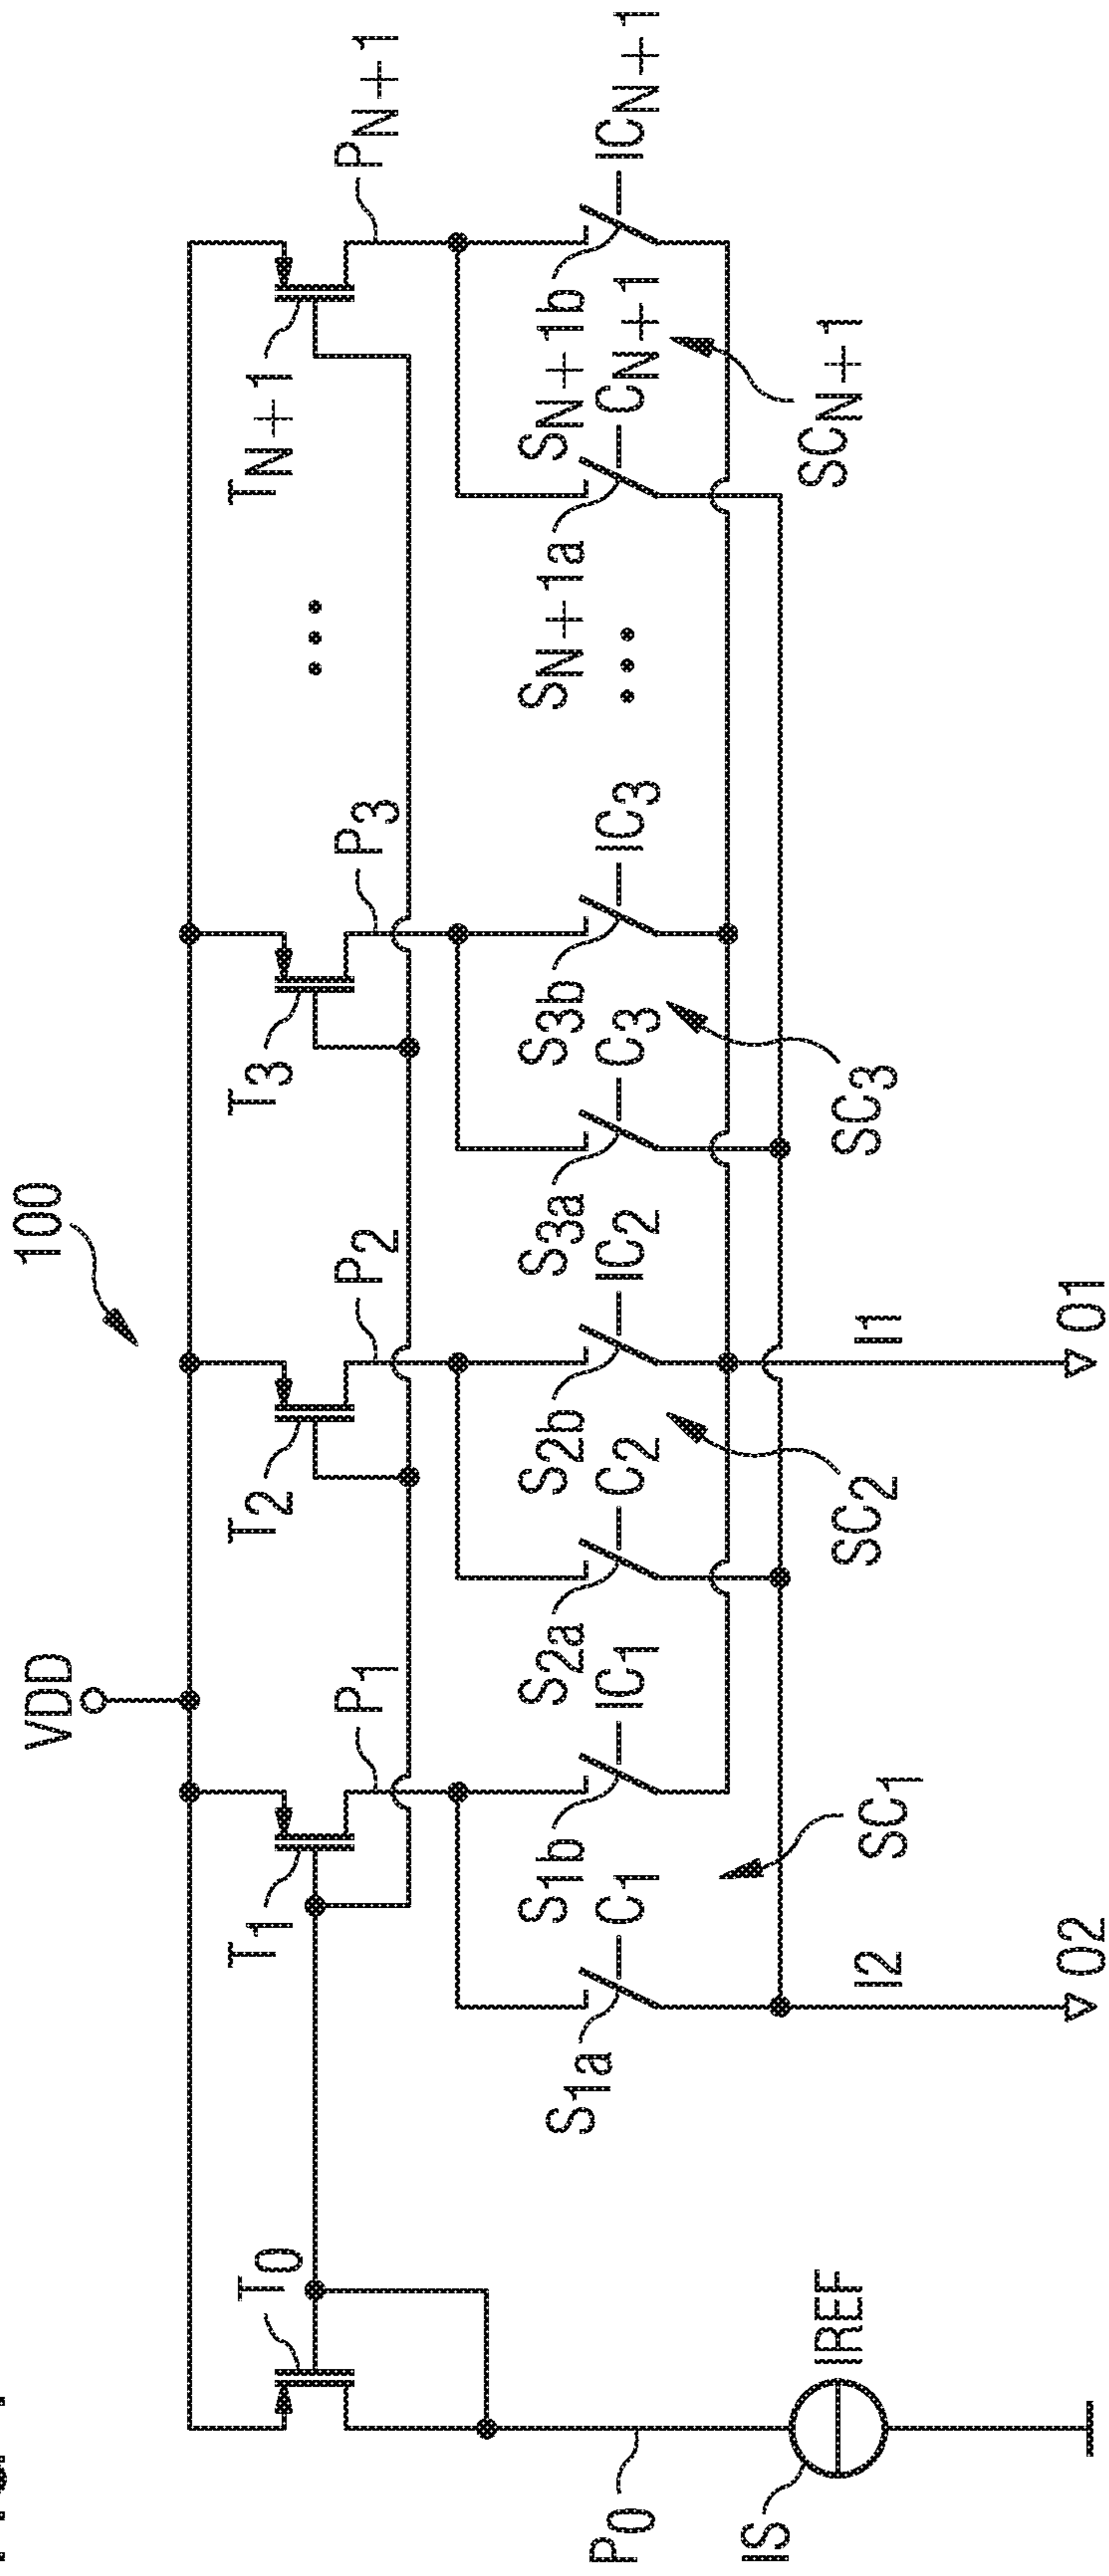 VDD
100
T0
T1
T2
T3
TN+1
P1
P2
P3
PN+1
S1a
S1b
S2a
S2b
S3a
S3b
SN+1a
SN+1b
C1
IC1
C2
IC2
C3
IC3
CN+1
ICN+1
P0
IS
IREF
SC1
SC2
SC3
SCN+1
I2
I1
O2
O1